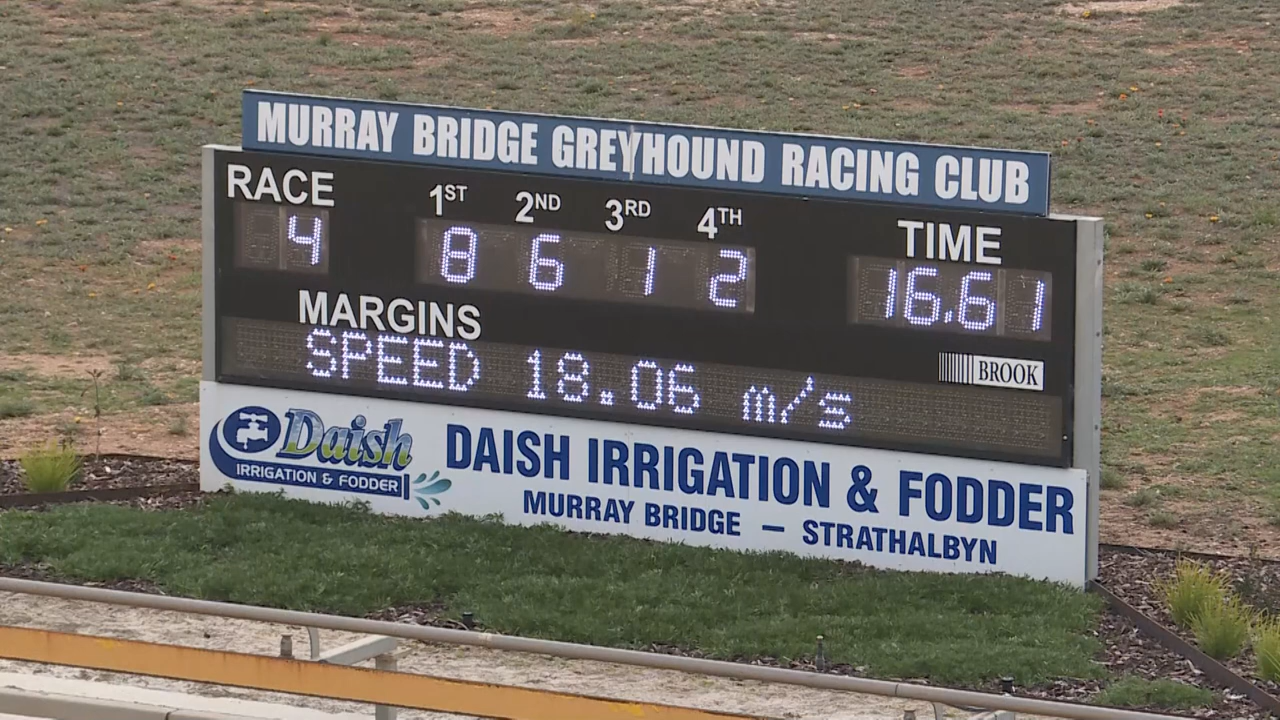 MURRAY BRIDGE GREYHOUND RACING CLUB
RACE 1ST 2ND 3RD 4TH TIME
4 8 6 1 2 16.61
MARGINS
SPEED 18.06 m/s
BROOK
Daish
IRRIGATION & FODDER
DAISH IRRIGATION & FODDER
MURRAY BRIDGE – STRATHALBYN